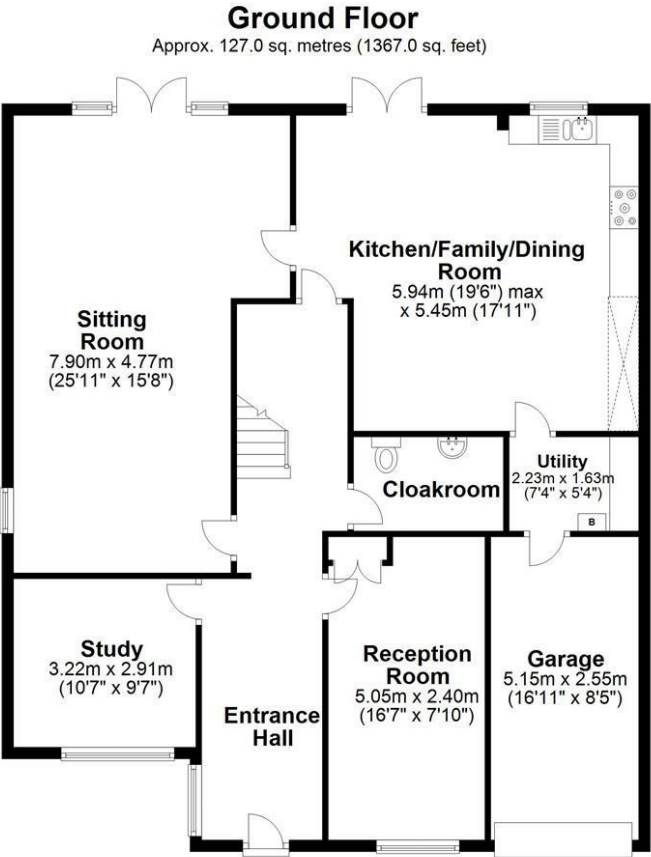 Ground Floor
Approx. 127.0 sq. metres (1367.0 sq. feet)
Kitchen/Family/Dining
Room
5.94m (19'6") max
x 5.45m (17'11")
Sitting
Room
7.90m x 4.77m
(25'11" x 15'8")
Utility
2.23m x 1.63m
(7'4" x 5'4")
B
Cloakroom
Study
3.22m x 2.91m
(10'7" x 9'7")
Reception
Room
5.05m x 2.40m
(16'7" x 7'10")
Garage
5.15m x 2.55m
(16'11" x 8'5")
Entrance
Hall